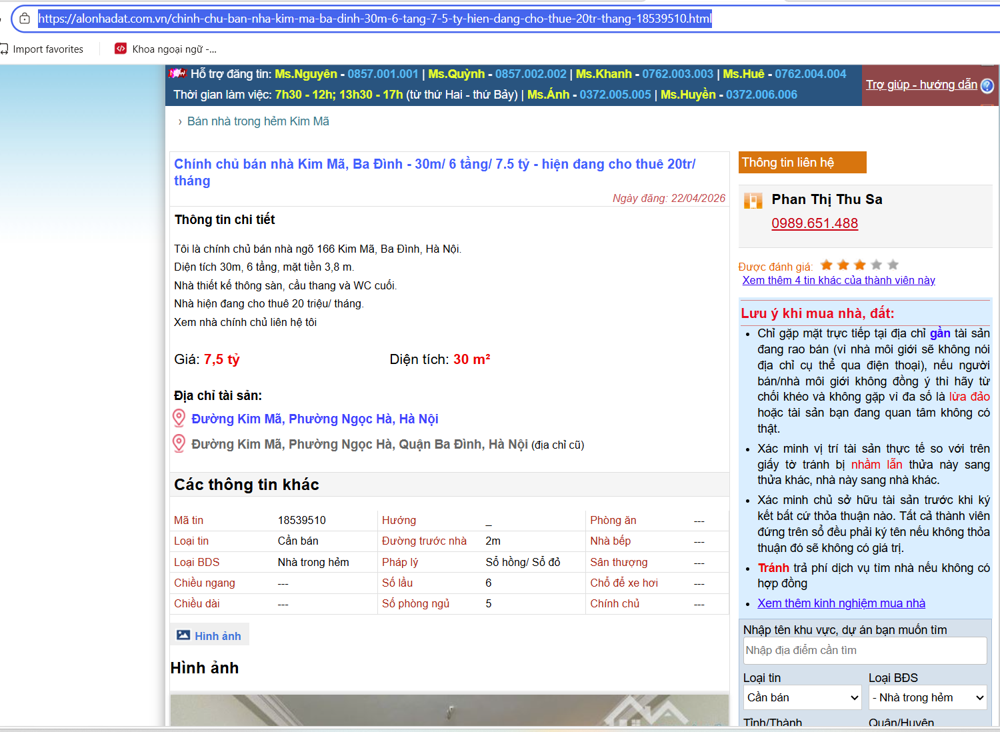 https://alonhadat.com.vn/chinh-chu-ban-nha-kim-ma-ba-dinh-30m-6-tang-7-5-ty-hien-dang-cho-thue-20tr-thang-18539510.html
Import favorites
Khoa ngoại ngữ -...
Hỗ trợ đăng tin: Ms.Nguyên - 0857.001.001 | Ms.Quỳnh - 0857.002.002 | Ms.Khanh - 0762.003.003 | Ms.Huê - 0762.004.004
Thời gian làm việc: 7h30 - 12h; 13h30 - 17h (từ thứ Hai - thứ Bảy) | Ms.Ánh - 0372.005.005 | Ms.Huyền - 0372.006.006
Trợ giúp - hướng dẫn
› Bán nhà trong hẻm Kim Mã
Chính chủ bán nhà Kim Mã, Ba Đình - 30m/ 6 tầng/ 7.5 tỷ - hiện đang cho thuê 20tr/
tháng
Ngày đăng: 22/04/2026
Thông tin chi tiết
Tôi là chính chủ bán nhà ngõ 166 Kim Mã, Ba Đình, Hà Nội.
Diện tích 30m, 6 tầng, mặt tiền 3,8 m.
Nhà thiết kế thông sàn, cầu thang và WC cuối.
Nhà hiện đang cho thuê 20 triệu/ tháng.
Xem nhà chính chủ liên hệ tôi
Giá: 7,5 tỷ
Diện tích: 30 m²
Địa chỉ tài sản:
Đường Kim Mã, Phường Ngọc Hà, Hà Nội
Đường Kim Mã, Phường Ngọc Hà, Quận Ba Đình, Hà Nội (địa chỉ cũ)
Các thông tin khác
Mã tin 18539510 Hướng _ Phòng ăn ---
Loại tin Cần bán Đường trước nhà 2m Nhà bếp ---
Loại BDS Nhà trong hẻm Pháp lý Sổ hồng/ Sổ đỏ Sân thượng ---
Chiều ngang --- Số lầu 6 Chỗ để xe hơi ---
Chiều dài --- Số phòng ngủ 5 Chính chủ ---
Hình ảnh
Hình ảnh
Thông tin liên hệ
Phan Thị Thu Sa
0989.651.488
Được đánh giá:
Xem thêm 4 tin khác của thành viên này
Lưu ý khi mua nhà, đất:
• Chỉ gặp mặt trực tiếp tại địa chỉ gần tài sản
đang rao bán (vì nhà môi giới sẽ không nói
địa chỉ cụ thể qua điện thoại), nếu người
bán/nhà môi giới không đồng ý thì hãy từ
chối khéo và không gặp vì đa số là lừa đảo
hoặc tài sản bạn đang quan tâm không có
thật.
• Xác minh vị trí tài sản thực tế so với trên
giấy tờ tránh bị nhầm lẫn thửa này sang
thửa khác, nhà này sang nhà khác.
• Xác minh chủ sở hữu tài sản trước khi ký
kết bất cứ thỏa thuận nào. Tất cả thành viên
đứng trên sổ đều phải ký tên nếu không thỏa
thuận đó sẽ không có giá trị.
• Tránh trả phí dịch vụ tìm nhà nếu không có
hợp đồng
• Xem thêm kinh nghiệm mua nhà
Nhập tên khu vực, dự án bạn muốn tìm
Nhập địa điểm cần tìm
Loại tin Loại BĐS
Cần bán - Nhà trong hẻm
Tỉnh/Thành Quận/Huyện